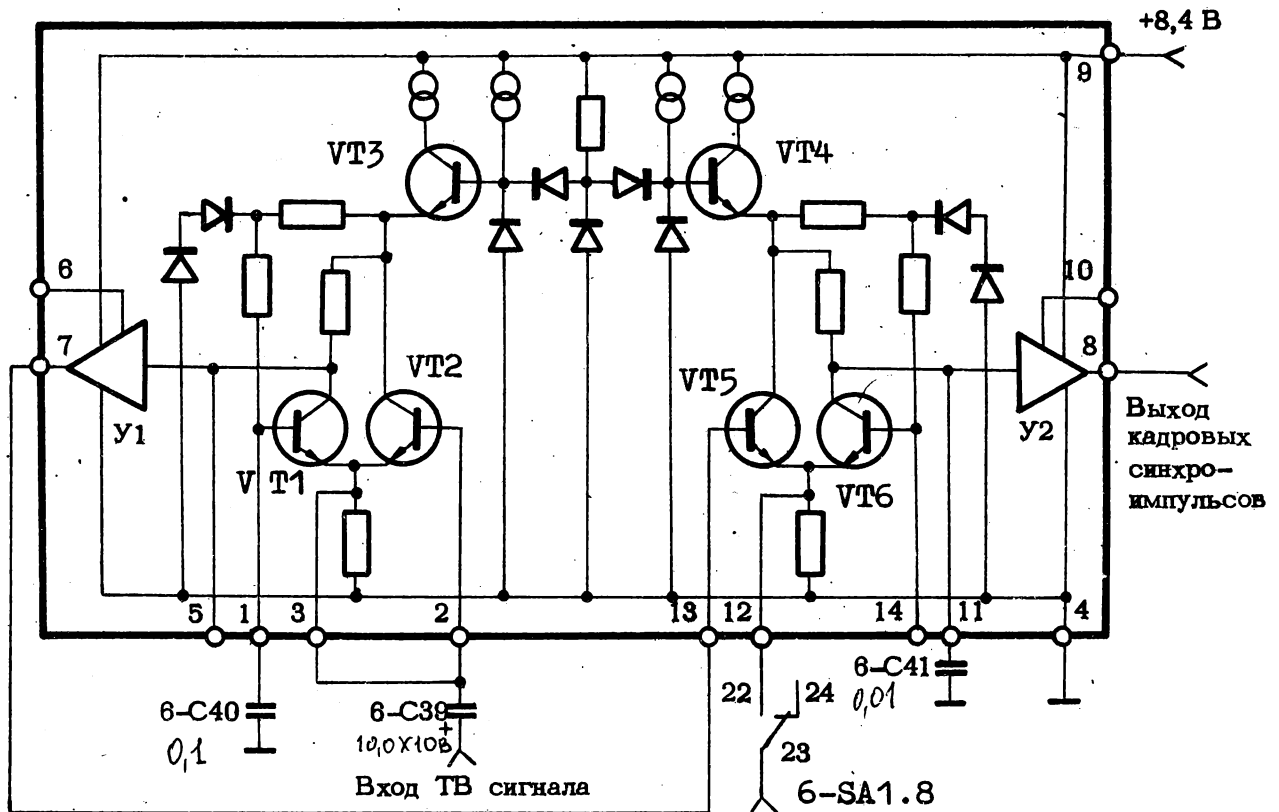 +8,4 В
9
VT3
VT4
6
10
7
8
VT2
VT5
У1
У2
V T1
VT6
Выход
кадровых
синхро-
импульсов
5
1
3
2
13
12
14
11
4
6-С40
0,1
6-С39
+
10,0х10В
22
24
6-С41
0,01
23
Вход ТВ сигнала
6-SA1.8